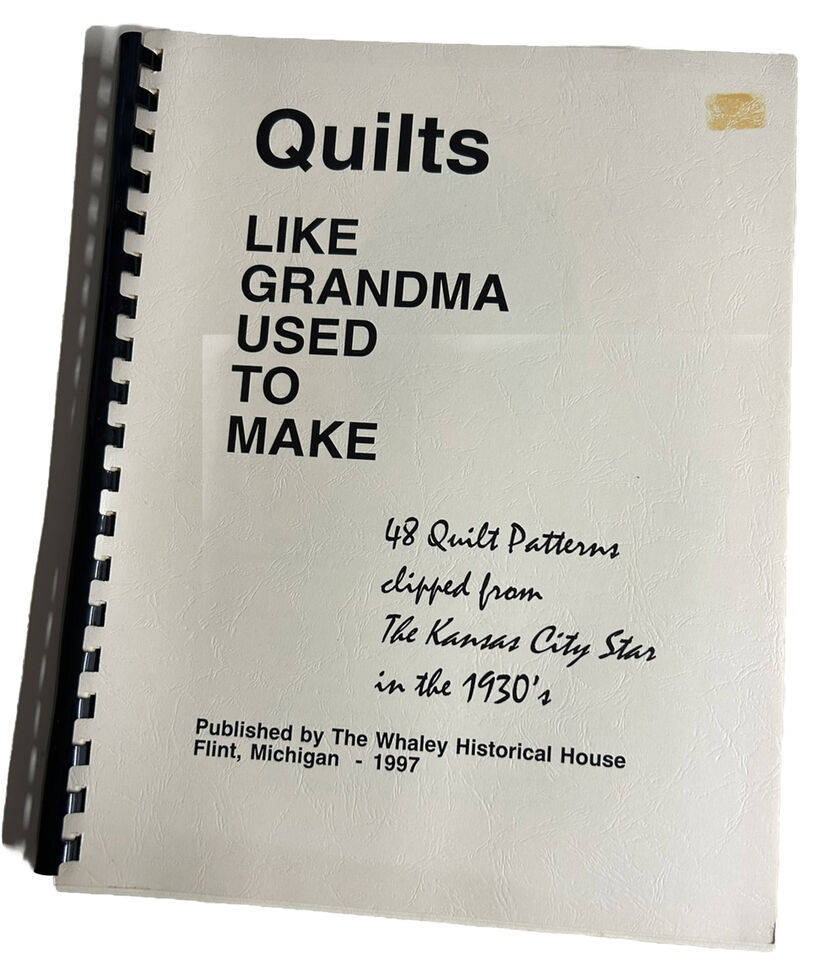 Quilts
LIKE
GRANDMA
USED
TO
MAKE
48 Quilt Patterns
clipped from
The Kansas City Star
in the 1930's
Published by The Whaley Historical House
Flint, Michigan - 1997